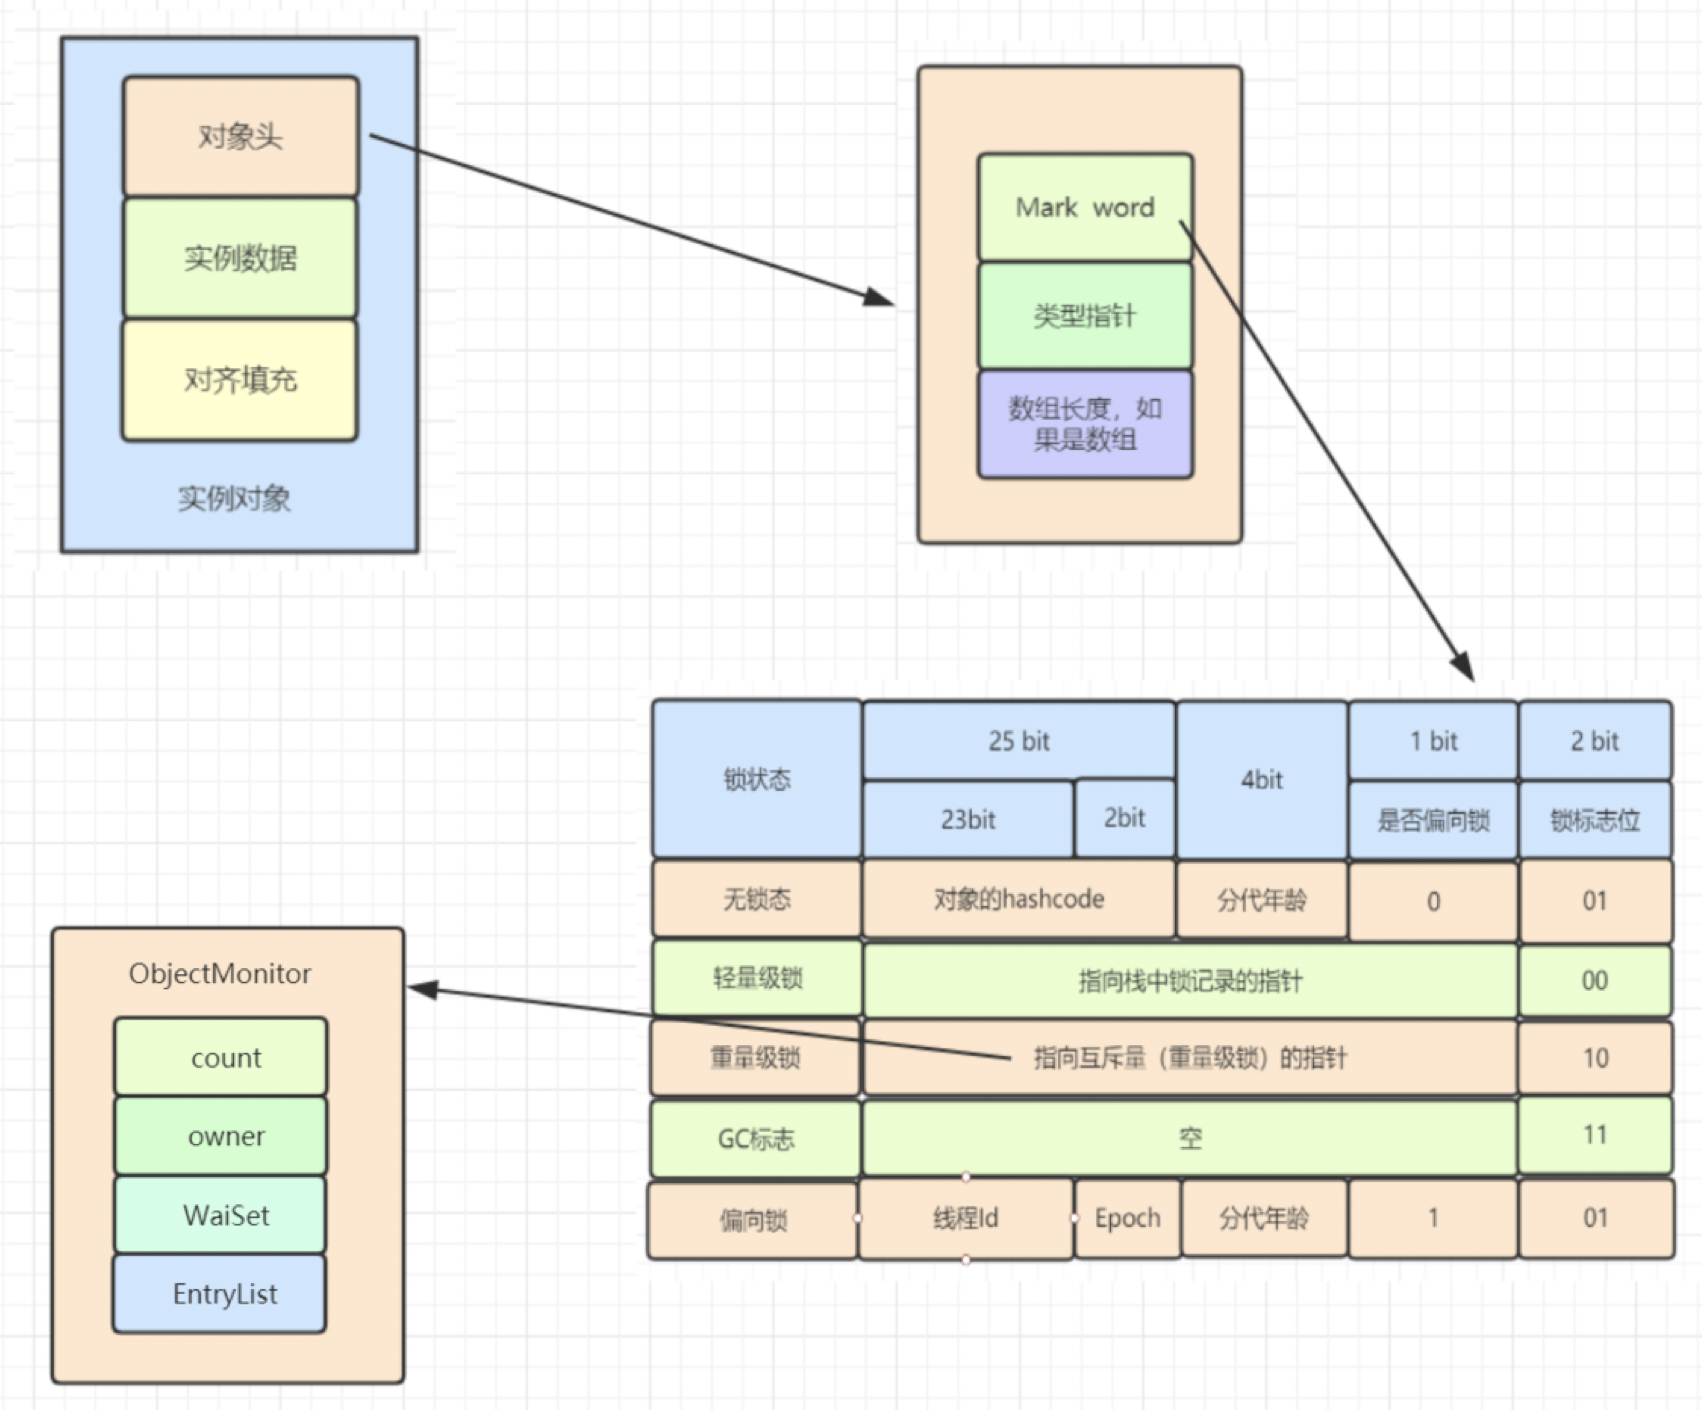 对象头
实例数据
对齐填充
实例对象
Mark word
类型指针
数组长度，如
果是数组
锁状态 25 bit 4bit 1 bit 2 bit
23bit 2bit 是否偏向锁 锁标志位
无锁态 对象的hashcode 分代年龄 0 01
轻量级锁 指向栈中锁记录的指针 00
重量级锁 指向互斥量（重量级锁）的指针 10
GC标志 空 11
偏向锁 线程Id Epoch 分代年龄 1 01
ObjectMonitor
count
owner
WaiSet
EntryList